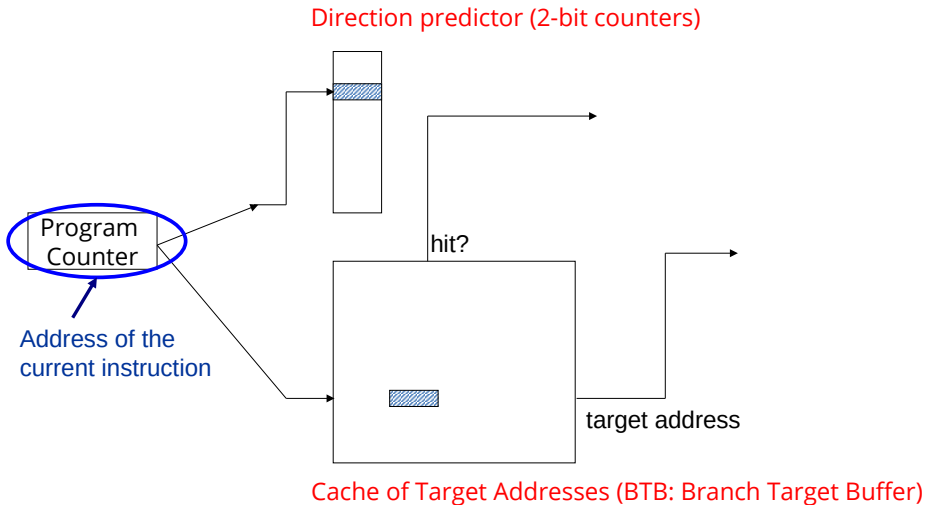 Direction predictor (2-bit counters)
Program
Counter
hit?
Address of the
current instruction
target address
Cache of Target Addresses (BTB: Branch Target Buffer)